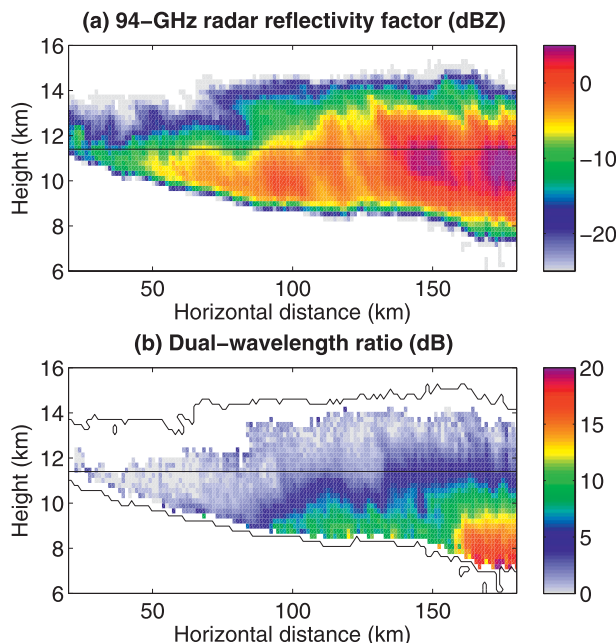 (a) 94−GHz radar reflectivity factor (dBZ)
16
14
12
10
8
6
Height (km)
50 100 150
Horizontal distance (km)
0
−10
−20
(b) Dual−wavelength ratio (dB)
16
14
12
10
8
6
Height (km)
50 100 150
Horizontal distance (km)
20
15
10
5
0